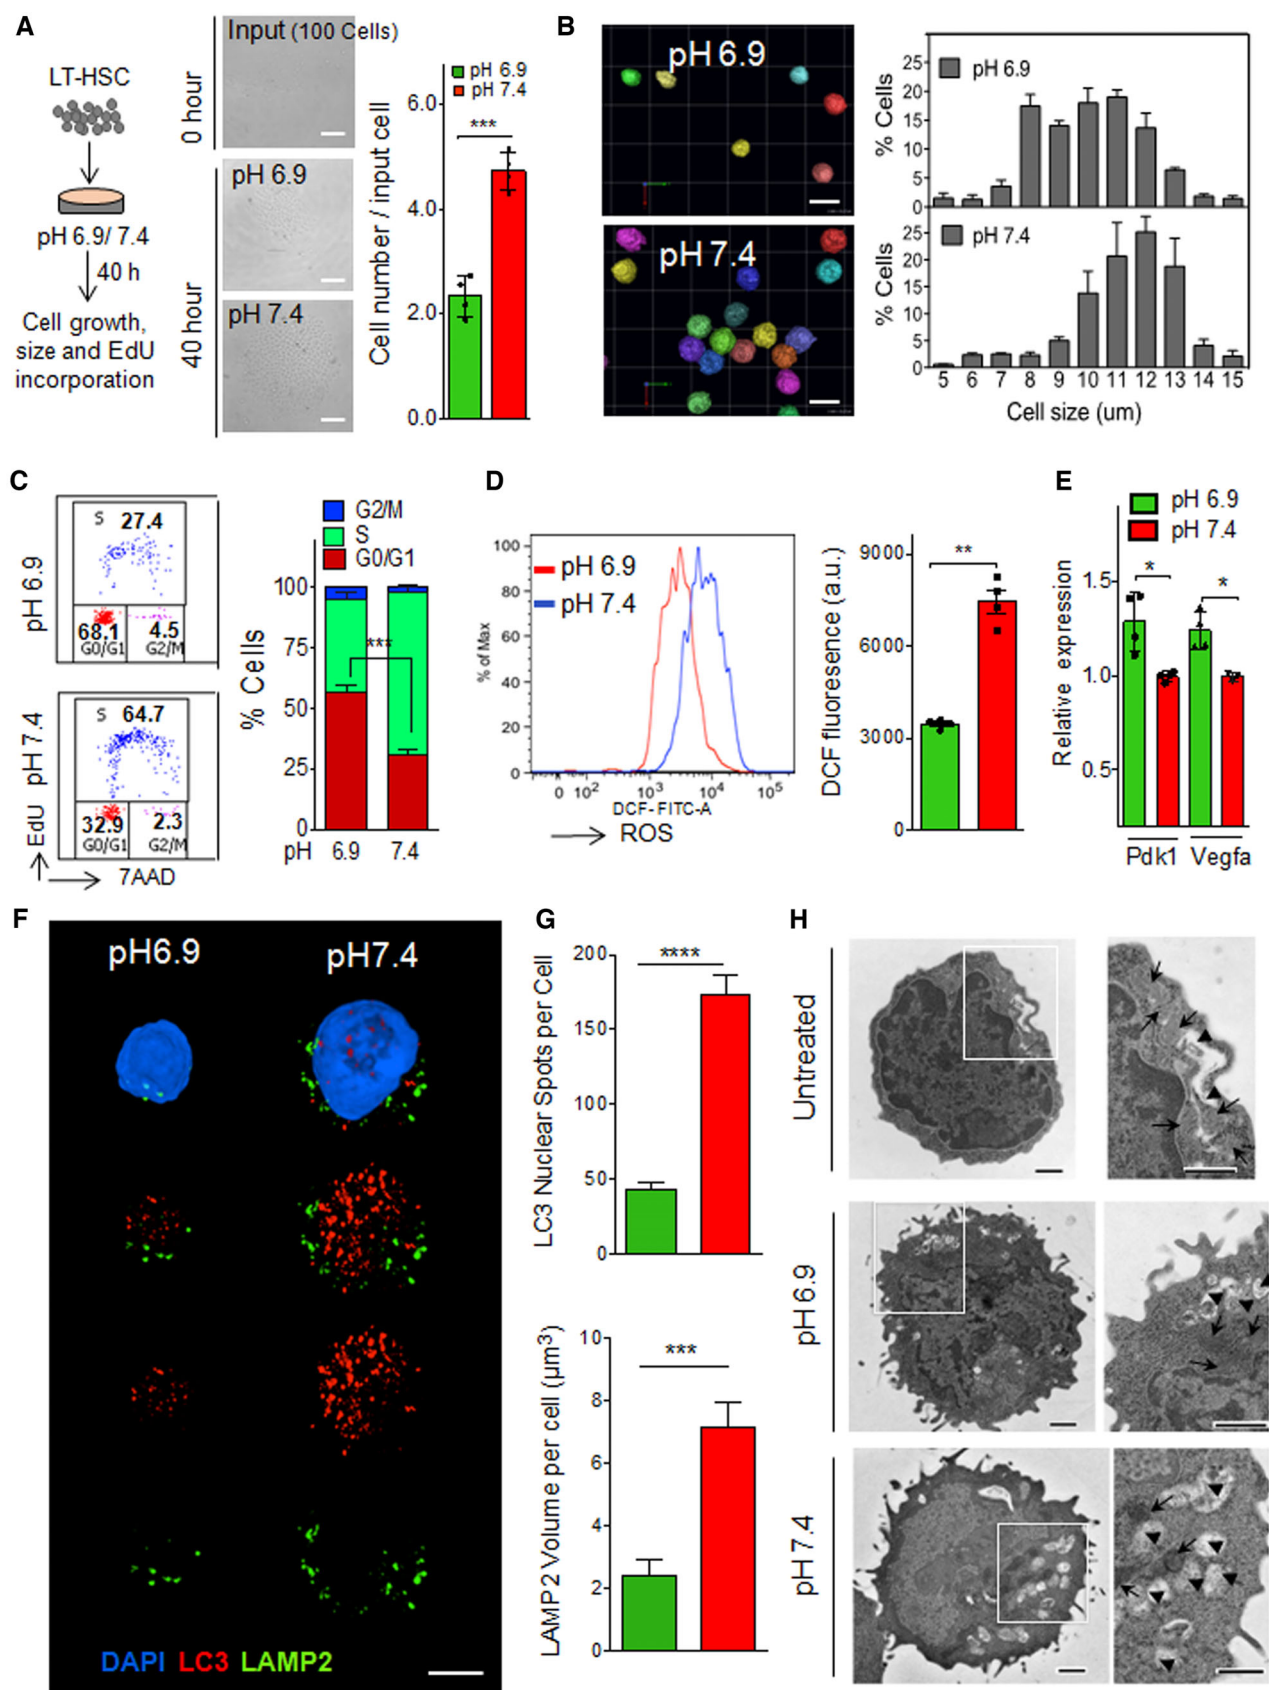 A
LT-HSC
pH 6.9/ 7.4
40 h
Cell growth,
size and EdU
incorporation
0 hour
40 hour
Input (100 Cells)
pH 6.9
pH 7.4
Cell number / input cell
pH 6.9
pH 7.4
***
6.0
4.0
2.0
0.0
B
pH 6.9
pH 7.4
% Cells
pH 6.9
25
20
15
10
5
0
% Cells
pH 7.4
25
20
15
10
5
0
5 6 7 8 9 10 11 12 13 14 15
Cell size (um)
C
pH 6.9
S 27.4
68.1 4.5
G0/G1 G2/M
pH 7.4
S 64.7
32.9 2.3
G0/G1 G2/M
EdU
7AAD
G2/M
S
G0/G1
% Cells
100
75
50
25
0
***
pH 6.9 7.4
D
pH 6.9
pH 7.4
% of Max
100
80
60
40
20
0
0 10² 10³ 10⁴ 10⁵
DCF-FITC-A
ROS
DCF fluoresence (a.u.)
**
9000
6000
3000
0
E
pH 6.9
pH 7.4
Relative expression
* *
1.5
1.0
0.5
Pdk1 Vegfa
F
pH6.9 pH7.4
DAPI LC3 LAMP2
G
LC3 Nuclear Spots per Cell
****
200
150
100
50
0
LAMP2 Volume per cell (µm³)
***
10
8
6
4
2
0
H
Untreated
pH 6.9
pH 7.4